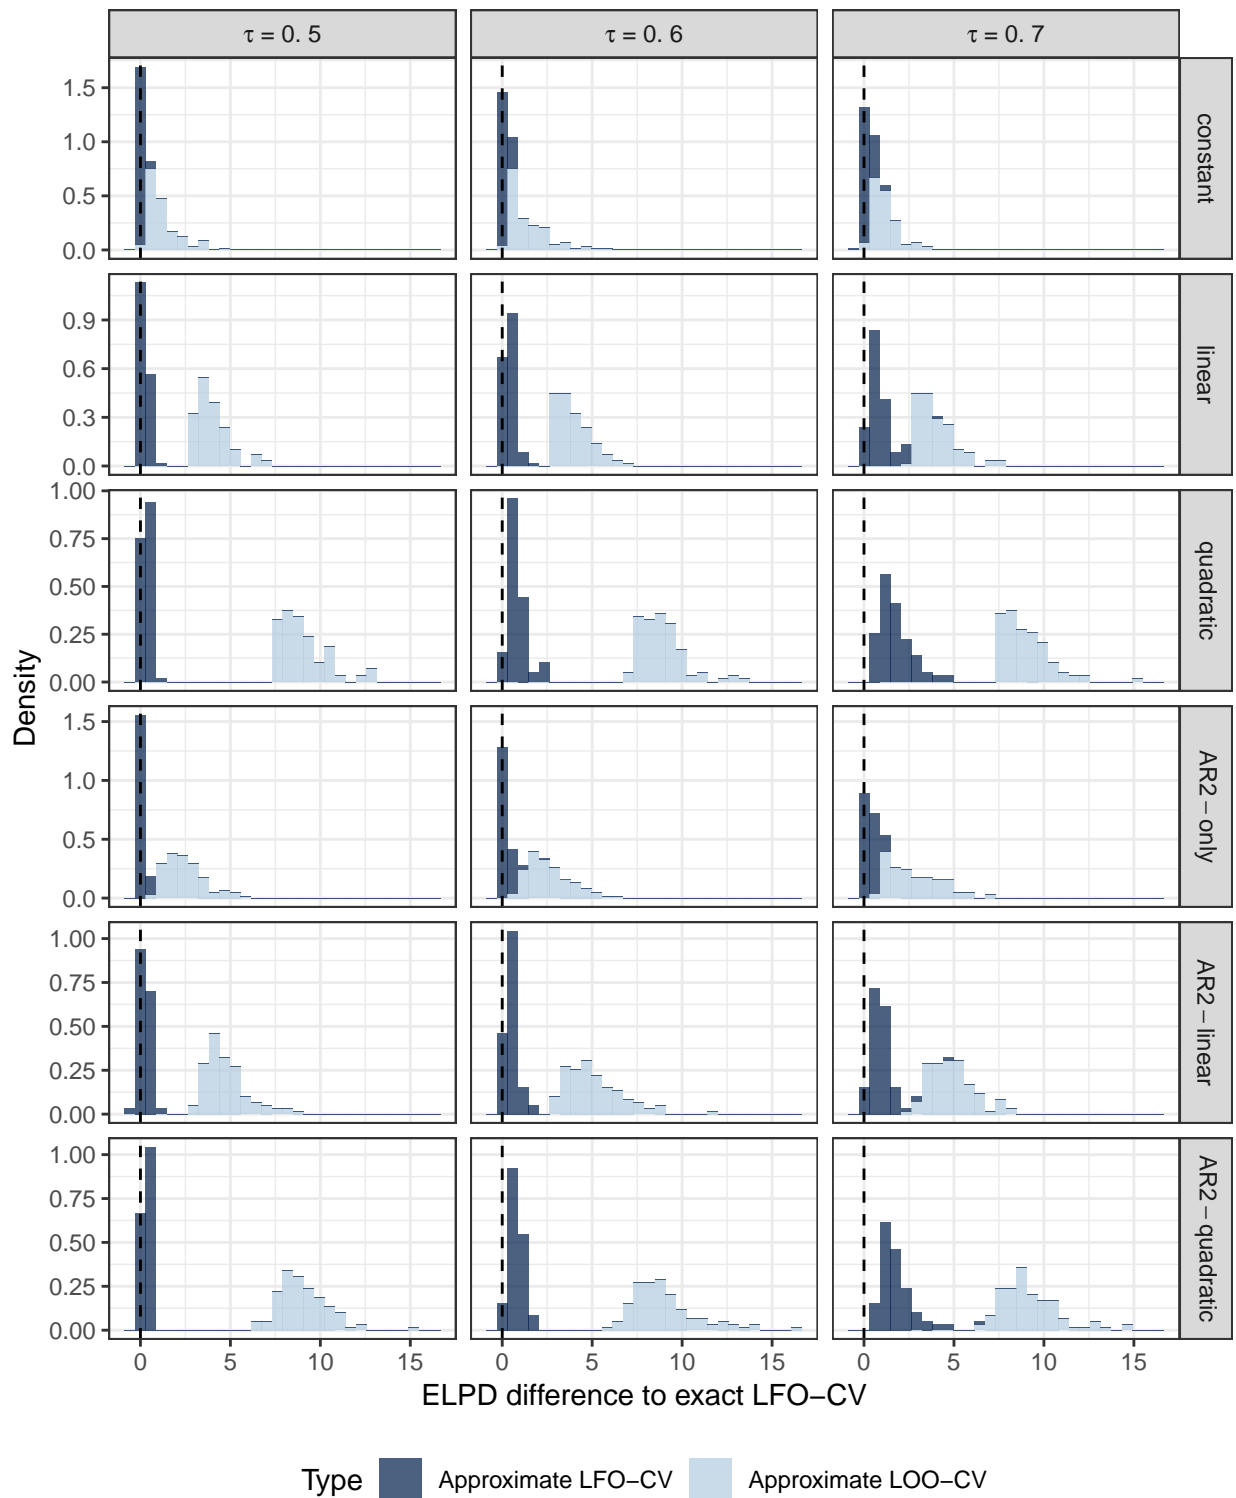 τ = 0. 5
τ = 0. 6
τ = 0. 7
1.5
1.0
0.5
0.0
constant
0.9
0.6
0.3
0.0
linear
1.00
0.75
0.50
0.25
0.00
quadratic
Density
1.5
1.0
0.5
0.0
AR2−only
1.00
0.75
0.50
0.25
0.00
AR2−linear
1.00
0.75
0.50
0.25
0.00
AR2−quadratic
0 5 10 15
0 5 10 15
0 5 10 15
ELPD difference to exact LFO−CV
Type Approximate LFO−CV Approximate LOO−CV